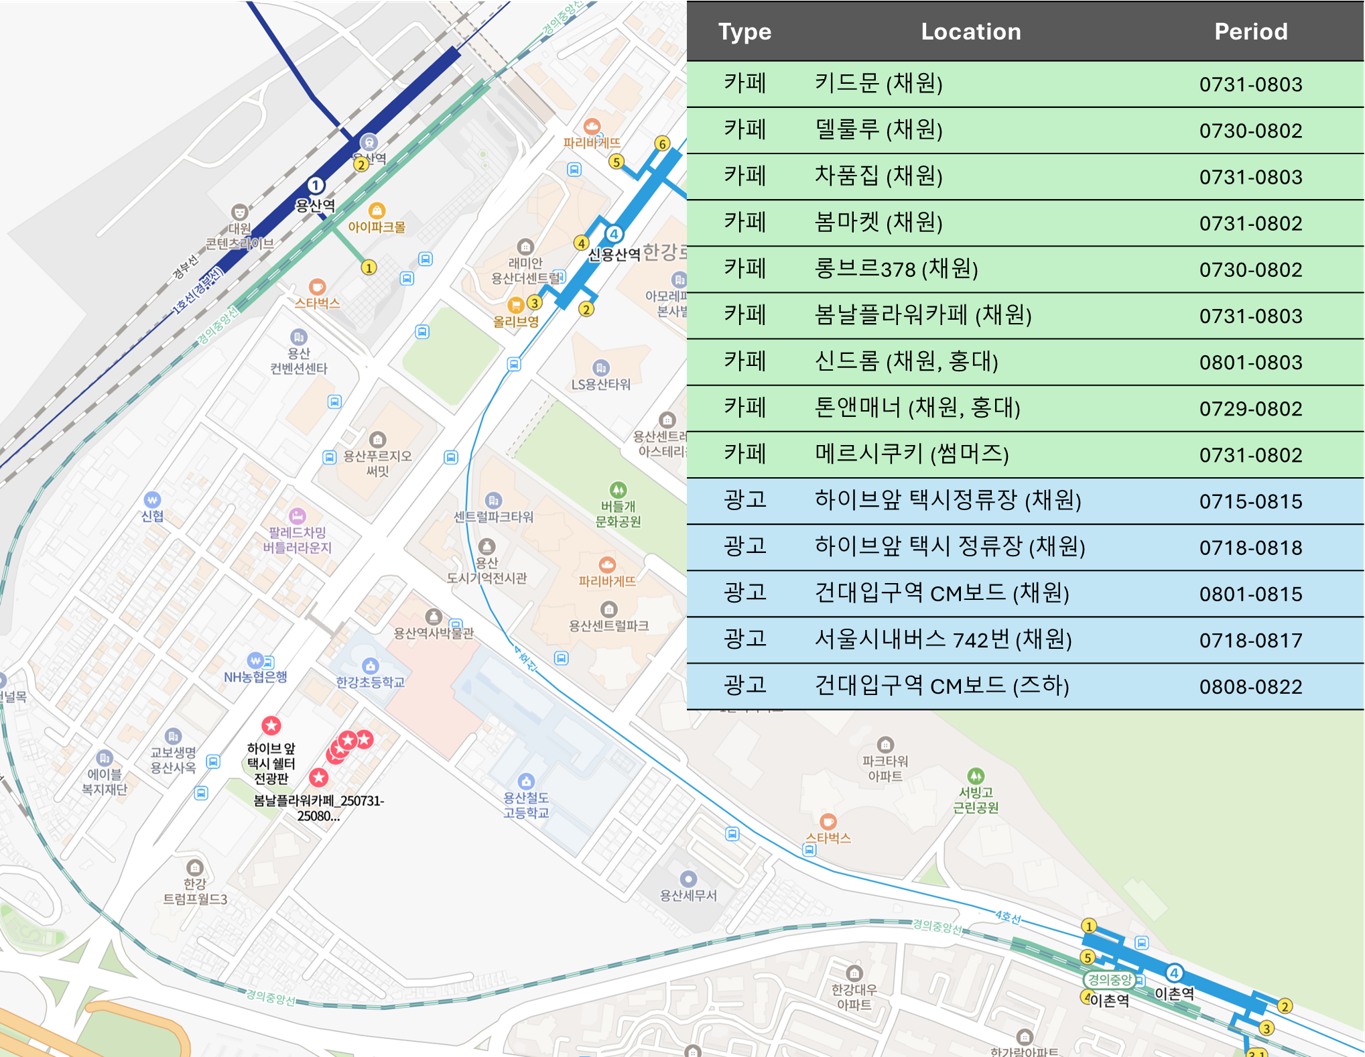 Type Location Period
카페 키드문 (채원) 0731-0803
카페 델룰루 (채원) 0730-0802
카페 차품집 (채원) 0731-0803
카페 봄마켓 (채원) 0731-0802
카페 롱브르378 (채원) 0730-0802
카페 봄날플라워카페 (채원) 0731-0803
카페 신드롬 (채원, 홍대) 0801-0803
카페 톤앤매너 (채원, 홍대) 0729-0802
카페 메르시쿠키 (썸머즈) 0731-0802
광고 하이브앞 택시정류장 (채원) 0715-0815
광고 하이브앞 택시 정류장 (채원) 0718-0818
광고 건대입구역 CM보드 (채원) 0801-0815
광고 서울시내버스 742번 (채원) 0718-0817
광고 건대입구역 CM보드 (즈하) 0808-0822
경의중앙선
파리바게뜨
6
5
2
1
용산역
아이파크몰
대원
콘텐츠라이브
경부선
1호선(경부선)
경의중앙선
1
스타벅스
4
4
신용산역
한강로
래미안
용산더센트럴
아모레퍼
본사빌
3
올리브영
2
용산
컨벤션센타
LS용산타워
용산센트레
아스테리
용산푸르지오
써밋
신협
팔레드차밍
버틀러라운지
센트럴파크타워
버들개
문화공원
용산
도시기억전시관
파리바게뜨
용산역사박물관
용산센트럴파크
4호선
NH농협은행
한강초등학교
넌목
하이브 앞
택시 쉘터
전광판
교보생명
용산사옥
에이블
복지재단
봄날플라워카페_250731-
25080...
용산철도
고등학교
파크타워
아파트
서빙고
근린공원
스타벅스
한강
트럼프월드3
용산세무서
4호선
경의중앙선
경의중앙선
1
5
경의중앙
4
이촌역
4
이촌역
2
3
3-1
한강대우
아파트
한가람아파트